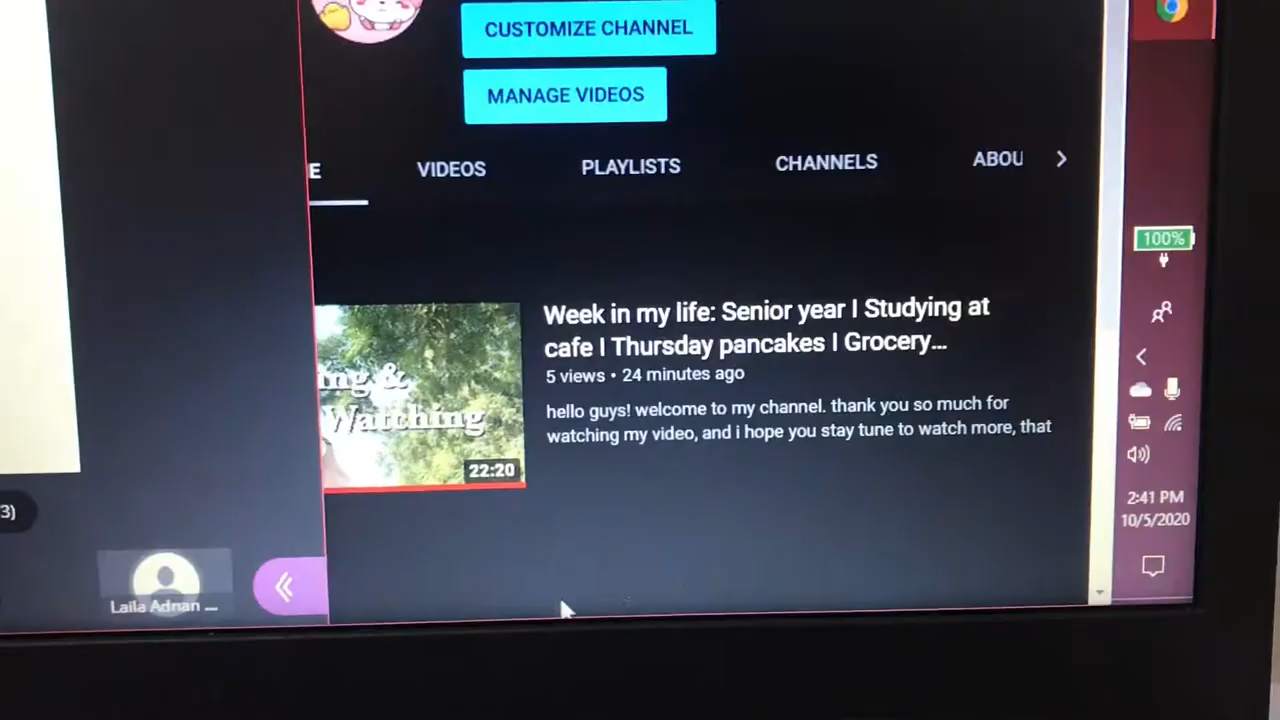 CUSTOMIZE CHANNEL
MANAGE VIDEOS
E VIDEOS PLAYLISTS CHANNELS ABOU
100%
Week in my life: Senior year I Studying at
cafe I Thursday pancakes I Grocery...
5 views • 24 minutes ago
hello guys! welcome to my channel. thank you so much for
watching my video, and i hope you stay tune to watch more, that
ing &
Watching
22:20
3)
Laila Adnan ...
2:41 PM
10/5/2020